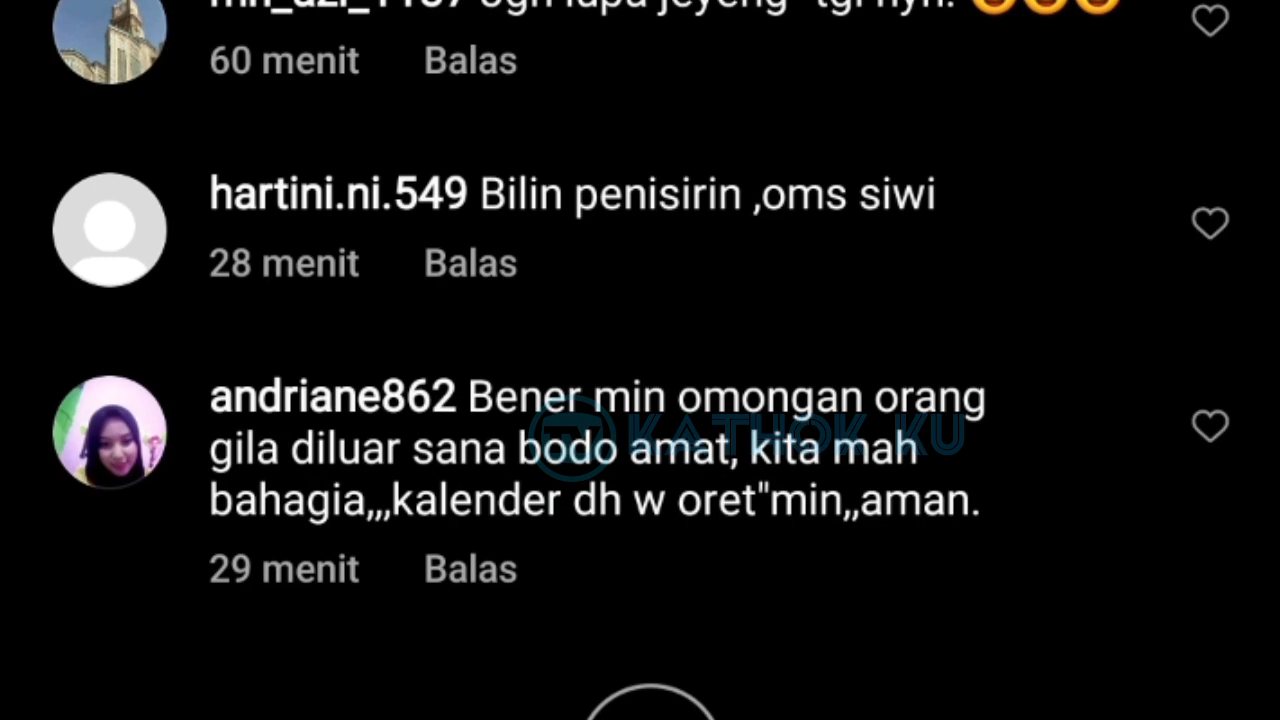 60 menit Balas
hartini.ni.549 Bilin penisirin ,oms siwi
28 menit Balas
andriane862 Bener min omongan orang
gila diluar sana bodo amat, kita mah
bahagia,,,kalender dh w oret"min,,aman.
KATHOK KU
29 menit Balas